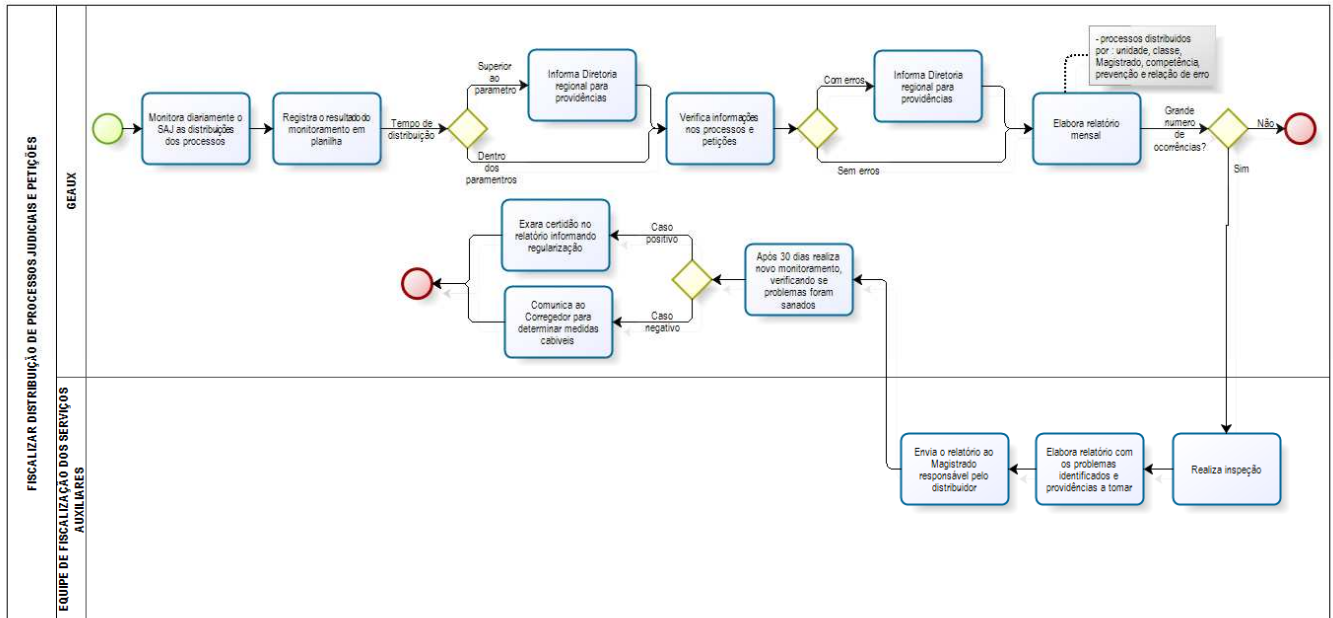 FISCALIZAR DISTRIBUIÇÃO DE PROCESSOS JUDICIAIS E PETIÇÕES
GEAUX
Monitora diariamente o
SAJ as distribuições
dos processos
Registra o resultado do
monitoramento em
planilha
Tempo de
distribuição
Superior
ao
parametro
Informa Diretoria
regional para
providências
Dentro
dos
paramentros
Verifica informações
nos processos e
petições
Com erros
Informa Diretoria
regional para
providências
Sem erros
Elabora relatório
mensal
- processos distribuidos
por : unidade, classe,
Magistrado, competência,
prevenção e relação de erro
Grande
numero
de
ocorrências?
Não
Sim
Exara certidão no
relatório informando
regularização
Caso
positivo
Comunica ao
Corregedor para
determinar medidas
cabiveis
Caso
negativo
Após 30 dias realiza
novo monitoramento,
verificando se
problemas foram
sanados
EQUIPE DE FISCALIZAÇÃO DOS SERVIÇOS
AUXILIARES
Envia o relatório ao
Magistrado
responsável pelo
distribuidor
Elabora relatório com
os problemas
identificados e
providências a tomar
Realiza inspeção